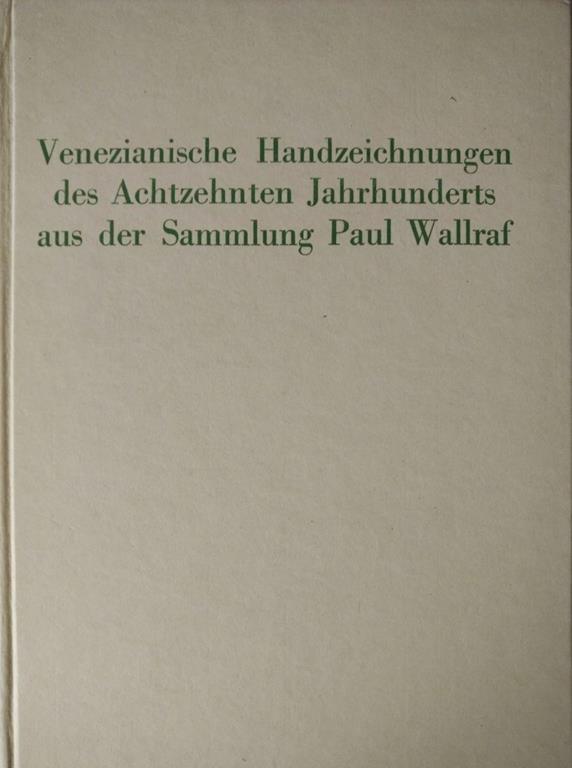 Venezianische Handzeichnungen
des Achtzehnten Jahrhunderts
aus der Sammlung Paul Wallraf